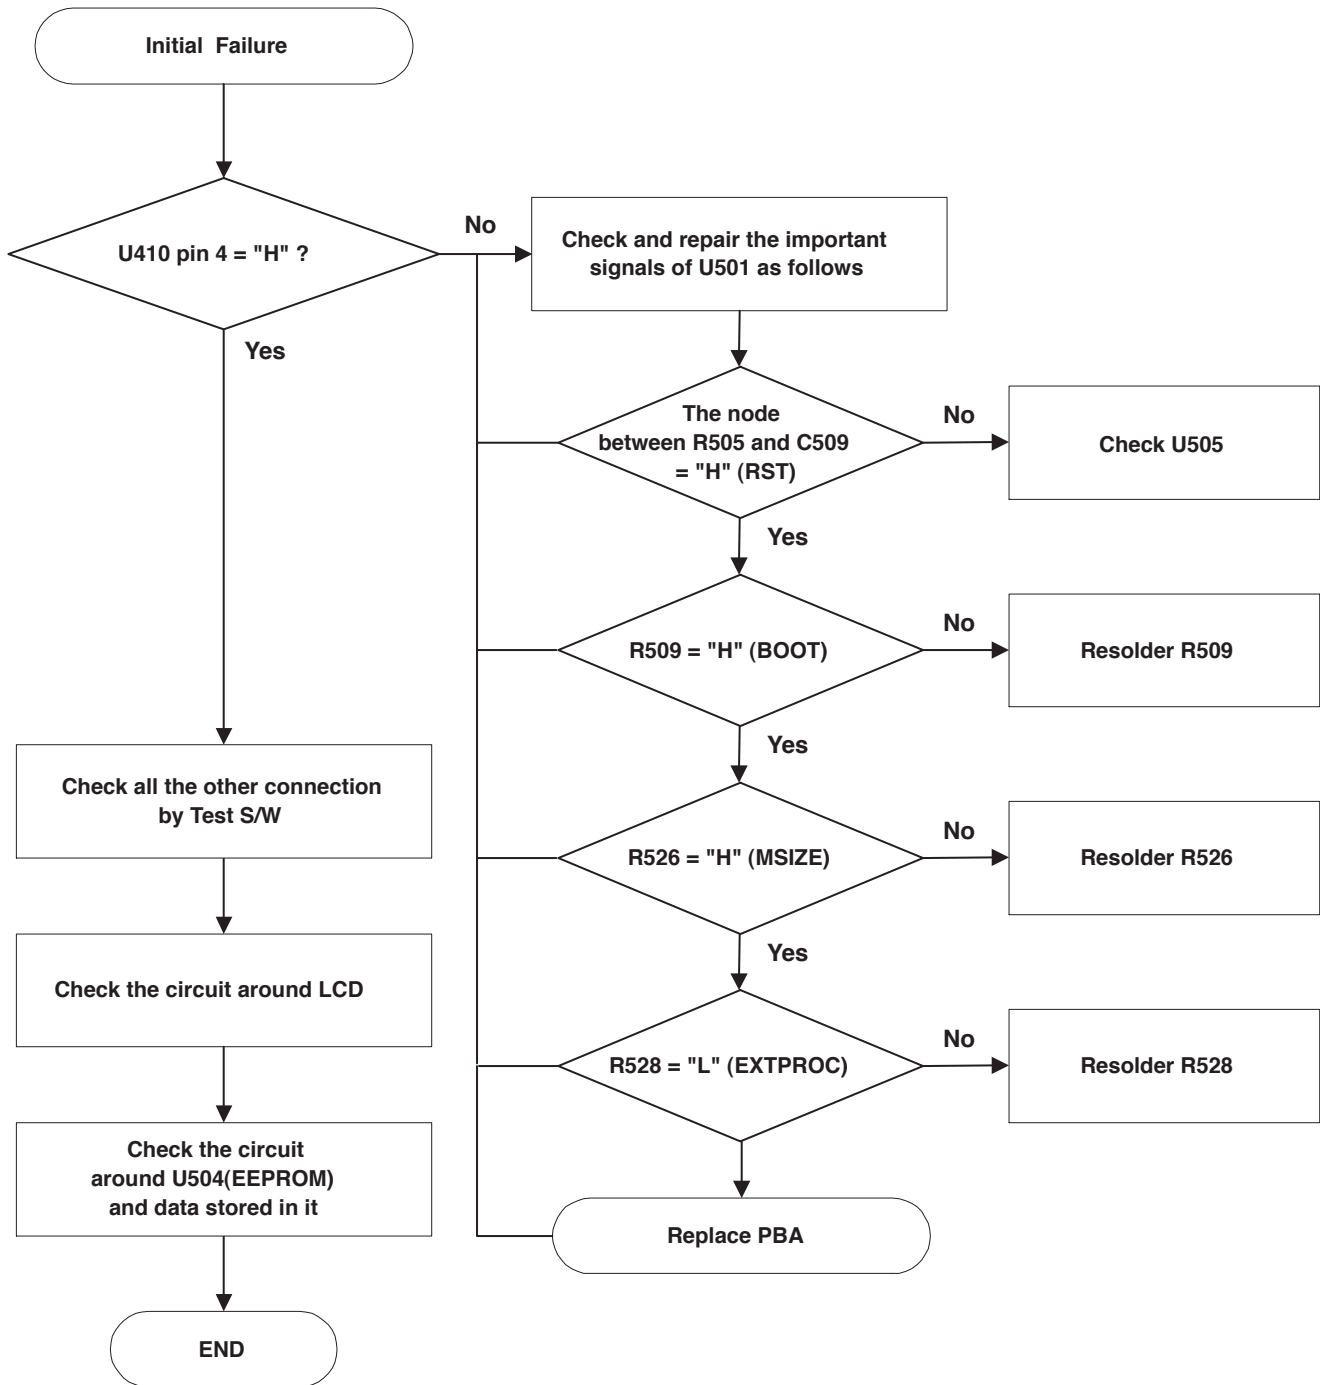 Initial Failure
U410 pin 4 = "H" ?
No
Yes
Check and repair the important
signals of U501 as follows
The node
between R505 and C509
= "H" (RST)
No
Check U505
Yes
R509 = "H" (BOOT)
No
Resolder R509
Yes
R526 = "H" (MSIZE)
No
Resolder R526
Yes
R528 = "L" (EXTPROC)
No
Resolder R528
Replace PBA
Check all the other connection
by Test S/W
Check the circuit around LCD
Check the circuit
around U504(EEPROM)
and data stored in it
END